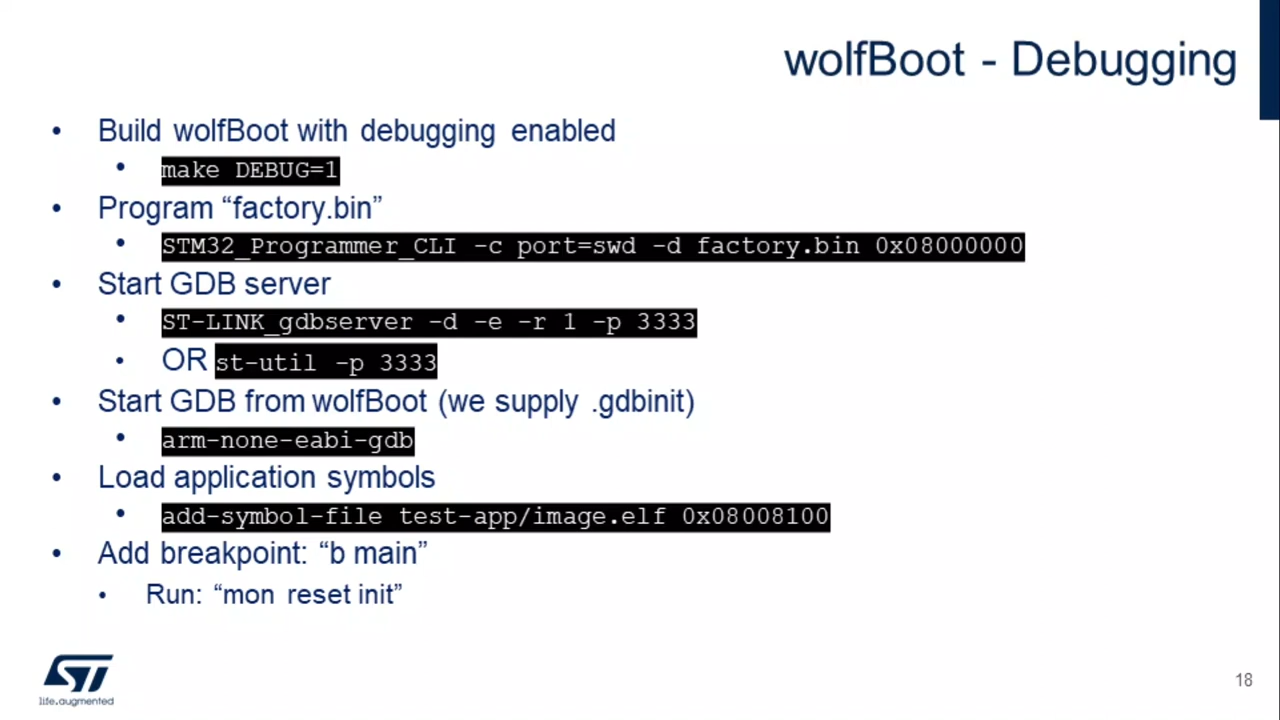 wolfBoot - Debugging
• Build wolfBoot with debugging enabled
• make DEBUG=1
• Program “factory.bin”
• STM32_Programmer_CLI -c port=swd -d factory.bin 0x08000000
• Start GDB server
• ST-LINK_gdbserver -d -e -r 1 -p 3333
• OR st-util -p 3333
• Start GDB from wolfBoot (we supply .gdbinit)
• arm-none-eabi-gdb
• Load application symbols
• add-symbol-file test-app/image.elf 0x08008100
• Add breakpoint: “b main”
• Run: “mon reset init”
ST
life.augmented
18